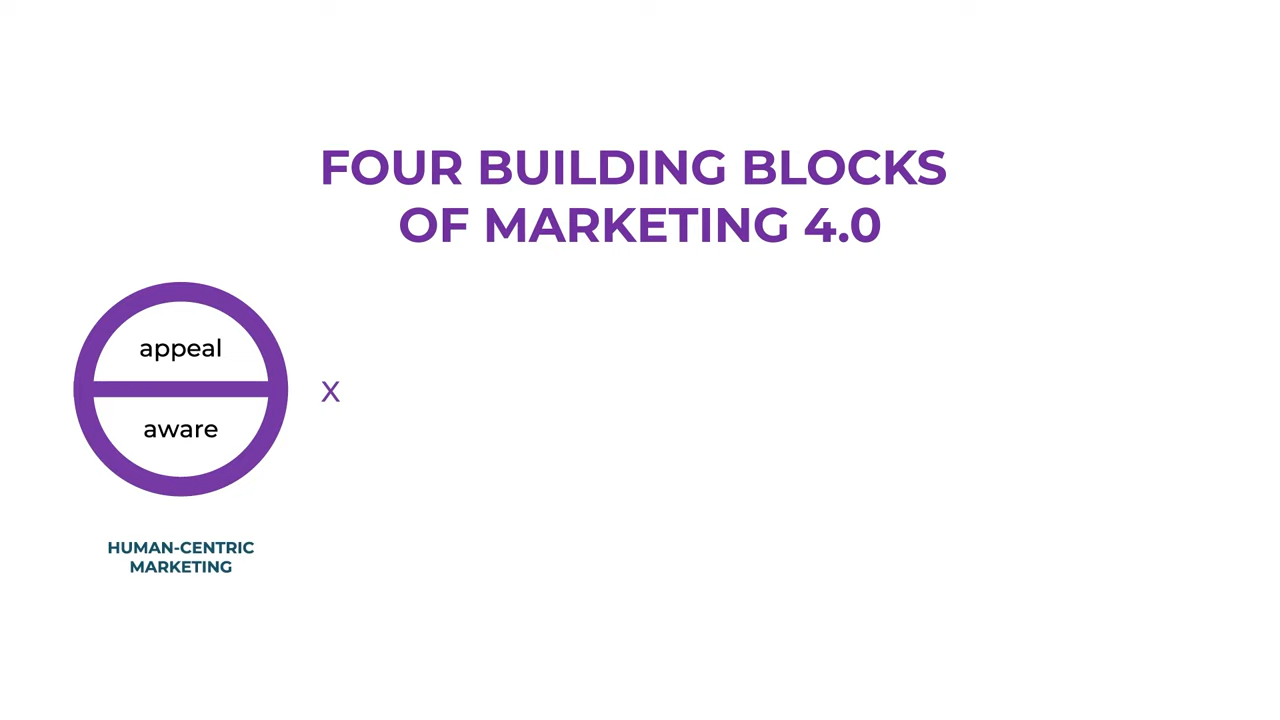 FOUR BUILDING BLOCKS
OF MARKETING 4.0
appeal
x
aware
HUMAN-CENTRIC
MARKETING